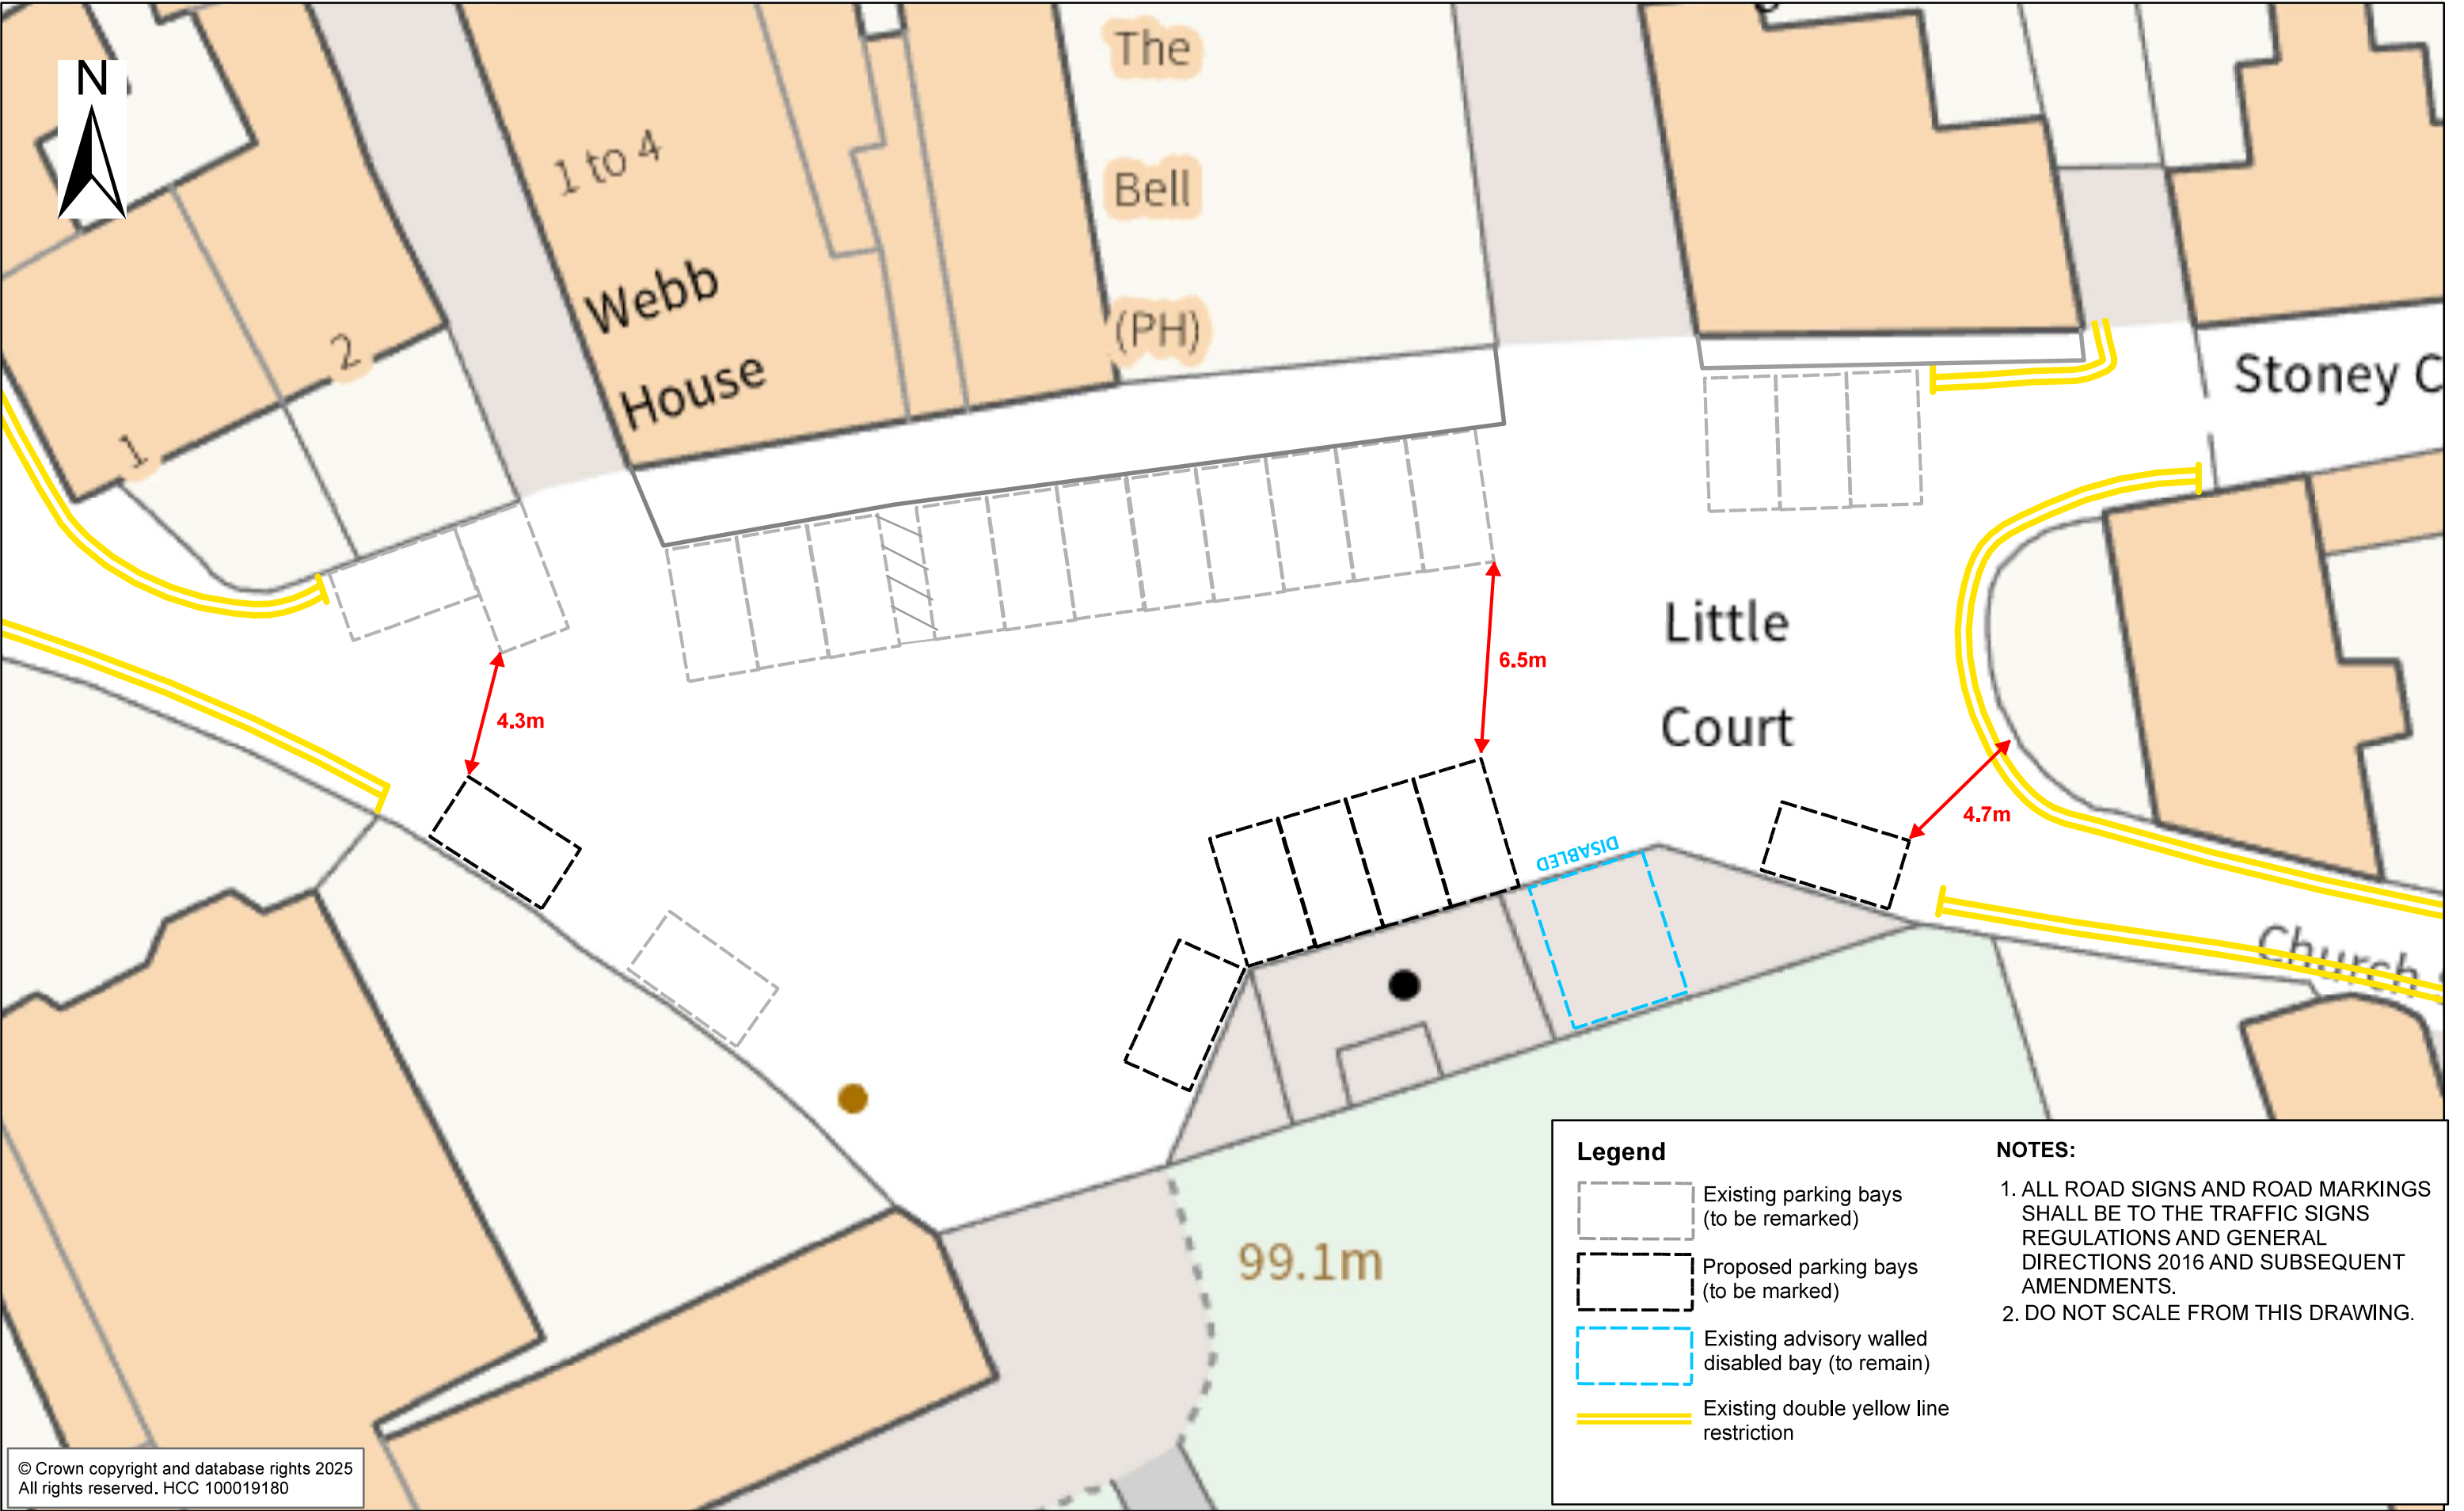 N
The
Bell
(PH)
1 to 4
Webb
House
2
1
Stoney C
Little
Court
6.5m
4.3m
4.7m
DISABLED
Church
99.1m
Legend
Existing parking bays
(to be remarked)
Proposed parking bays
(to be marked)
Existing advisory walled
disabled bay (to remain)
Existing double yellow line
restriction
NOTES:
1. ALL ROAD SIGNS AND ROAD MARKINGS
SHALL BE TO THE TRAFFIC SIGNS
REGULATIONS AND GENERAL
DIRECTIONS 2016 AND SUBSEQUENT
AMENDMENTS.
2. DO NOT SCALE FROM THIS DRAWING.
© Crown copyright and database rights 2025
All rights reserved. HCC 100019180